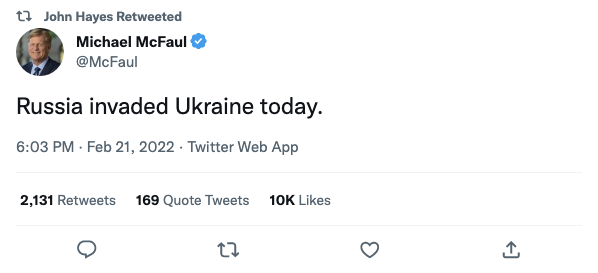 John Hayes Retweeted
Michael McFaul
@McFaul
Russia invaded Ukraine today.
6:03 PM · Feb 21, 2022 · Twitter Web App
2,131 Retweets 169 Quote Tweets 10K Likes